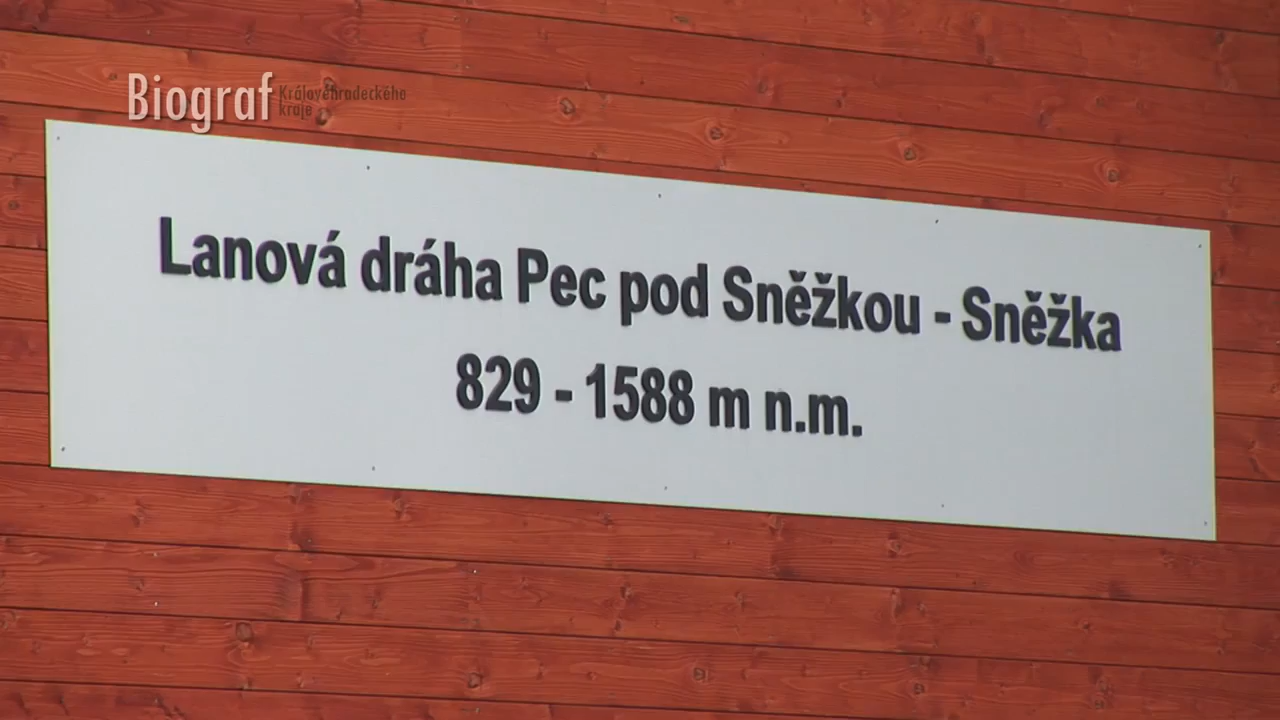 Biograf Královéhradeckého
kraje
Lanová dráha Pec pod Sněžkou - Sněžka
829 - 1588 m n.m.